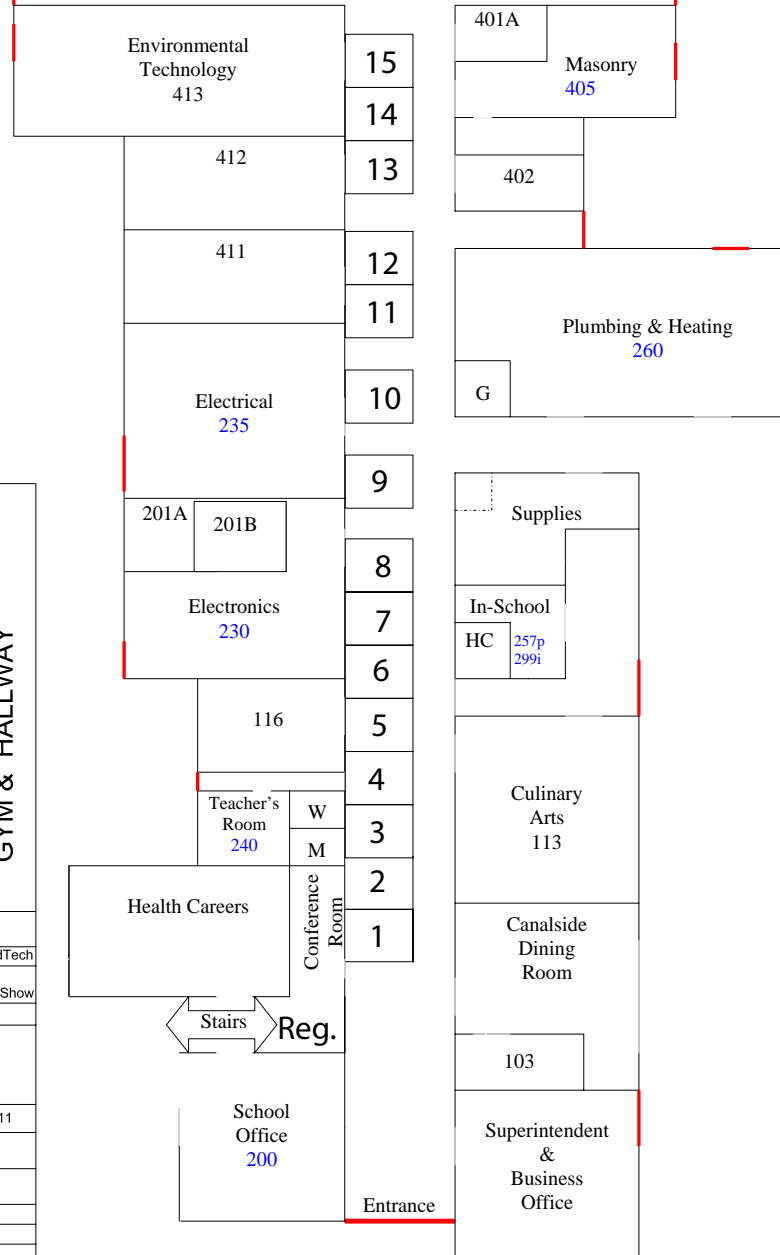 401A
Environmental
Technology
413
15
Masonry
405
14
412
13
402
411
12
11
Plumbing & Heating
260
Electrical
235
10
G
9
201A
201B
Supplies
8
Electronics
230
7
In-School
HC
257p
299i
6
116
5
4
Culinary
Arts
113
Teacher's
Room
240
W
M
3
GYM & HALLWAY
2
Health Careers
Conference
Room
1
Canalside
Dining
Room
dTech
Show
Stairs
Reg.
103
School
Office
200
11
Superintendent
&
Business
Office
Entrance